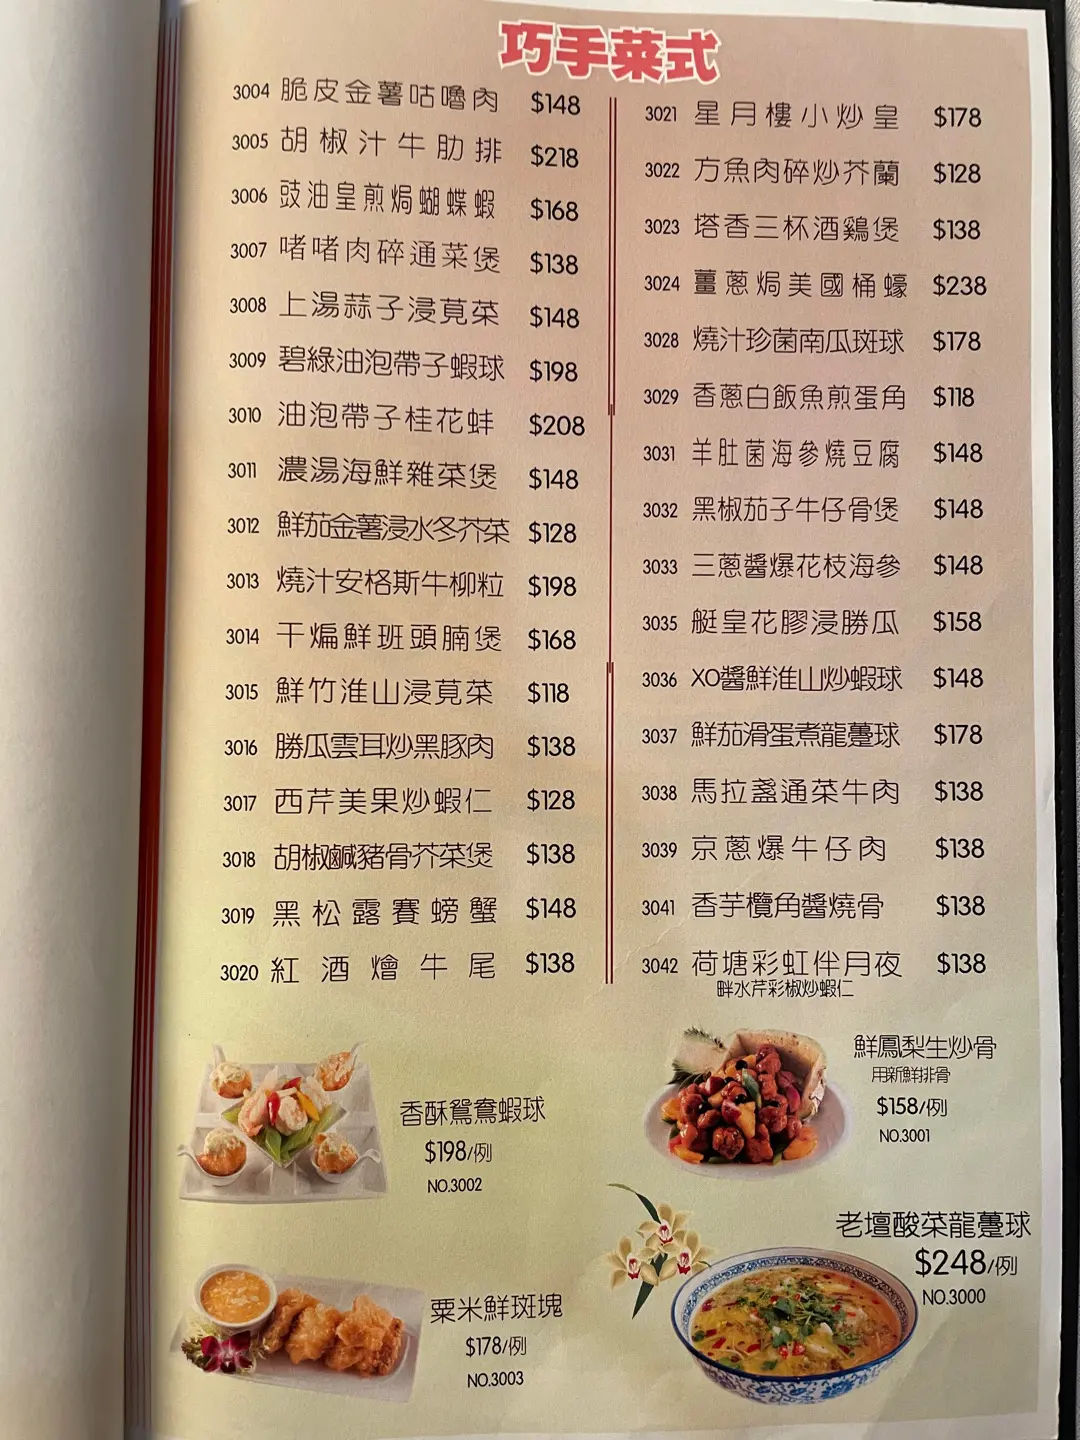 巧手菜式
3004 脆皮金薯咕嚕肉 $148
3005 胡椒汁牛肋排 $218
3006 豉油皇煎焗蝴蝶蝦 $168
3007 啫啫肉碎通菜煲 $138
3008 上湯蒜子浸莧菜 $148
3009 碧綠油泡帶子蝦球 $198
3010 油泡帶子桂花蚌 $208
3011 濃湯海鮮雜菜煲 $148
3012 鮮茄金薯浸水冬芥菜 $128
3013 燒汁安格斯牛柳粒 $198
3014 干煸鮮班頭腩煲 $168
3015 鮮竹淮山浸莧菜 $118
3016 勝瓜雲耳炒黑豚肉 $138
3017 西芹美果炒蝦仁 $128
3018 胡椒鹹豬骨芥菜煲 $138
3019 黑松露賽螃蟹 $148
3020 紅酒燴牛尾 $138
3021 星月樓小炒皇 $178
3022 方魚肉碎炒芥蘭 $128
3023 塔香三杯酒鷄煲 $138
3024 薑蔥焗美國桶蠔 $238
3028 燒汁珍菌南瓜斑球 $178
3029 香蔥白飯魚煎蛋角 $118
3031 羊肚菌海參燒豆腐 $148
3032 黑椒茄子牛仔骨煲 $148
3033 三蔥醬爆花枝海參 $148
3035 艇皇花膠浸勝瓜 $158
3036 XO醬鮮淮山炒蝦球 $148
3037 鮮茄滑蛋煮龍躉球 $178
3038 馬拉盞通菜牛肉 $138
3039 京蔥爆牛仔肉 $138
3041 香芋欖角醬燒骨 $138
3042 荷塘彩虹伴月夜 $138
畔水芹彩椒炒蝦仁
香酥鴛鴦蝦球
$198/例
NO.3002
鮮鳳梨生炒骨
用新鮮排骨
$158/例
NO.3001
老壇酸菜龍躉球
$248/例
NO.3000
粟米鮮斑塊
$178/例
NO.3003